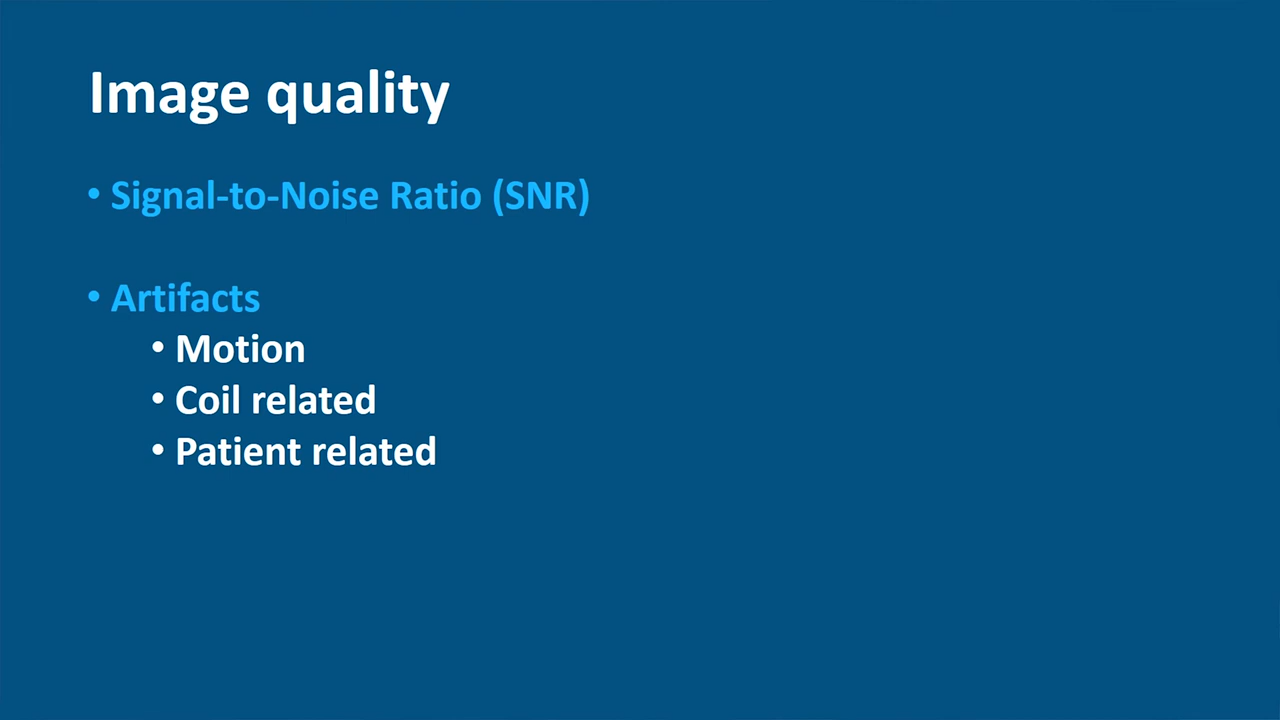 Image quality
• Signal-to-Noise Ratio (SNR)
• Artifacts
• Motion
• Coil related
• Patient related